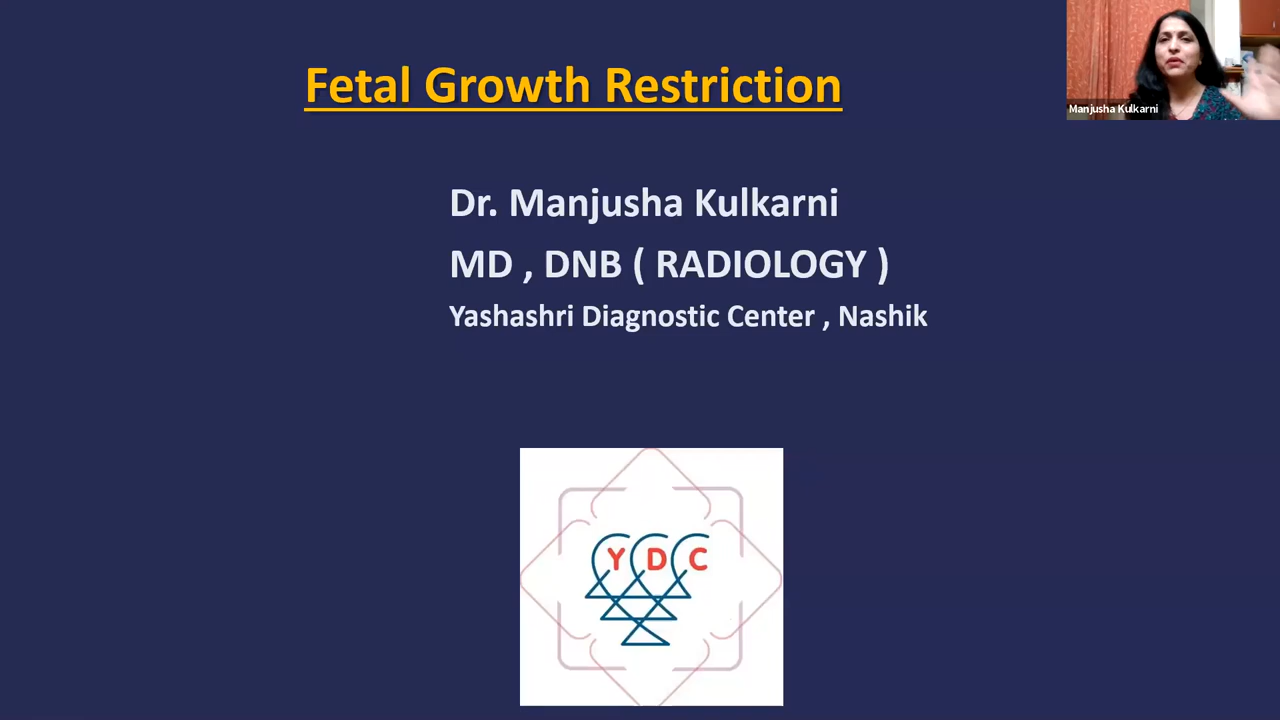 Fetal Growth Restriction
Manjusha Kulkarni
Dr. Manjusha Kulkarni
MD , DNB ( RADIOLOGY )
Yashashri Diagnostic Center , Nashik
Y D C